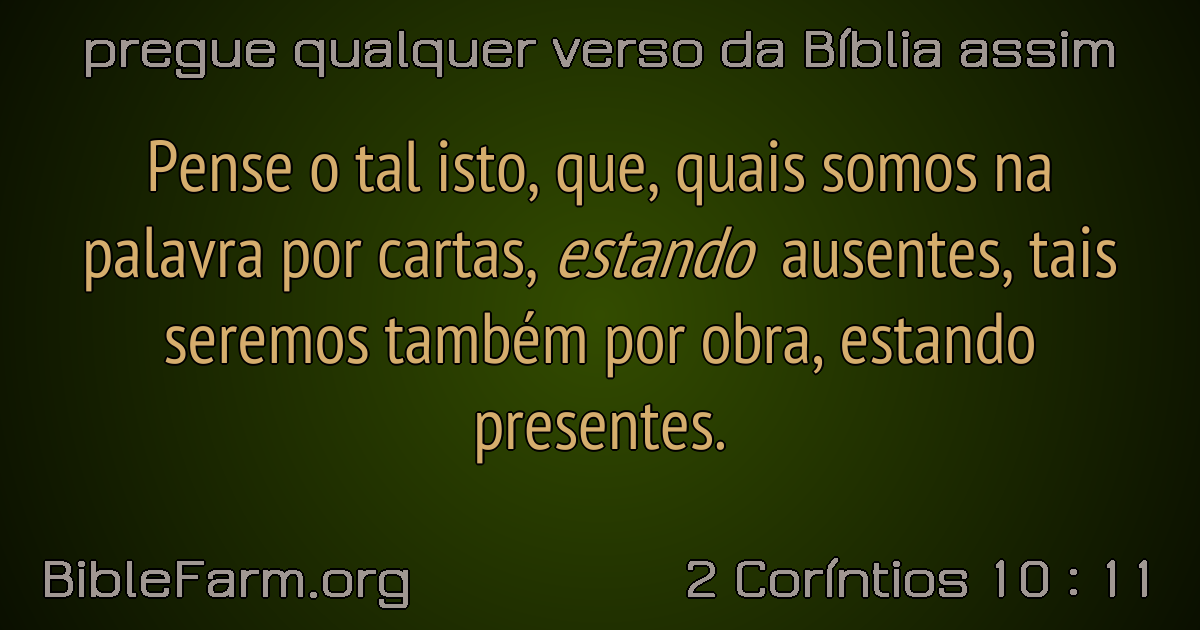 pregue qualquer verso da Bíblia assim
Pense o tal isto, que, quais somos na
palavra por cartas, estando ausentes, tais
seremos também por obra, estando
presentes.
BibleFarm.org
2 Coríntios 10 : 11